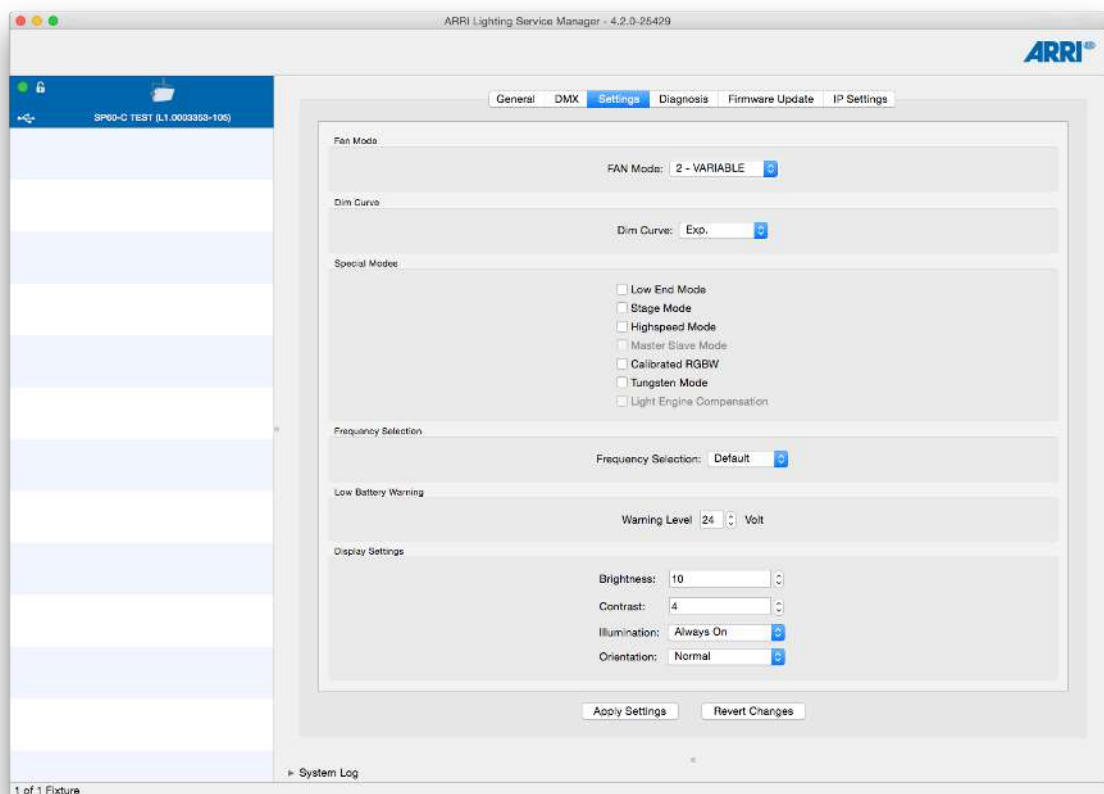 ARRI Lighting Service Manager - 4.2.0-25429
ARRI
SP60-C TEST (L1.0003353-105)
General DMX Settings Diagnosis Firmware Update IP Settings
Fan Mode
FAN Mode: 2 - VARIABLE
Dim Curve
Dim Curve: Exp.
Special Modes
Low End Mode
Stage Mode
Highspeed Mode
Master Slave Mode
Calibrated RGBW
Tungsten Mode
Light Engine Compensation
Frequency Selection
Frequency Selection: Default
Low Battery Warning
Warning Level 24 Volt
Display Settings
Brightness: 10
Contrast: 4
Illumination: Always On
Orientation: Normal
Apply Settings Revert Changes
System Log
1 of 1 Fixture